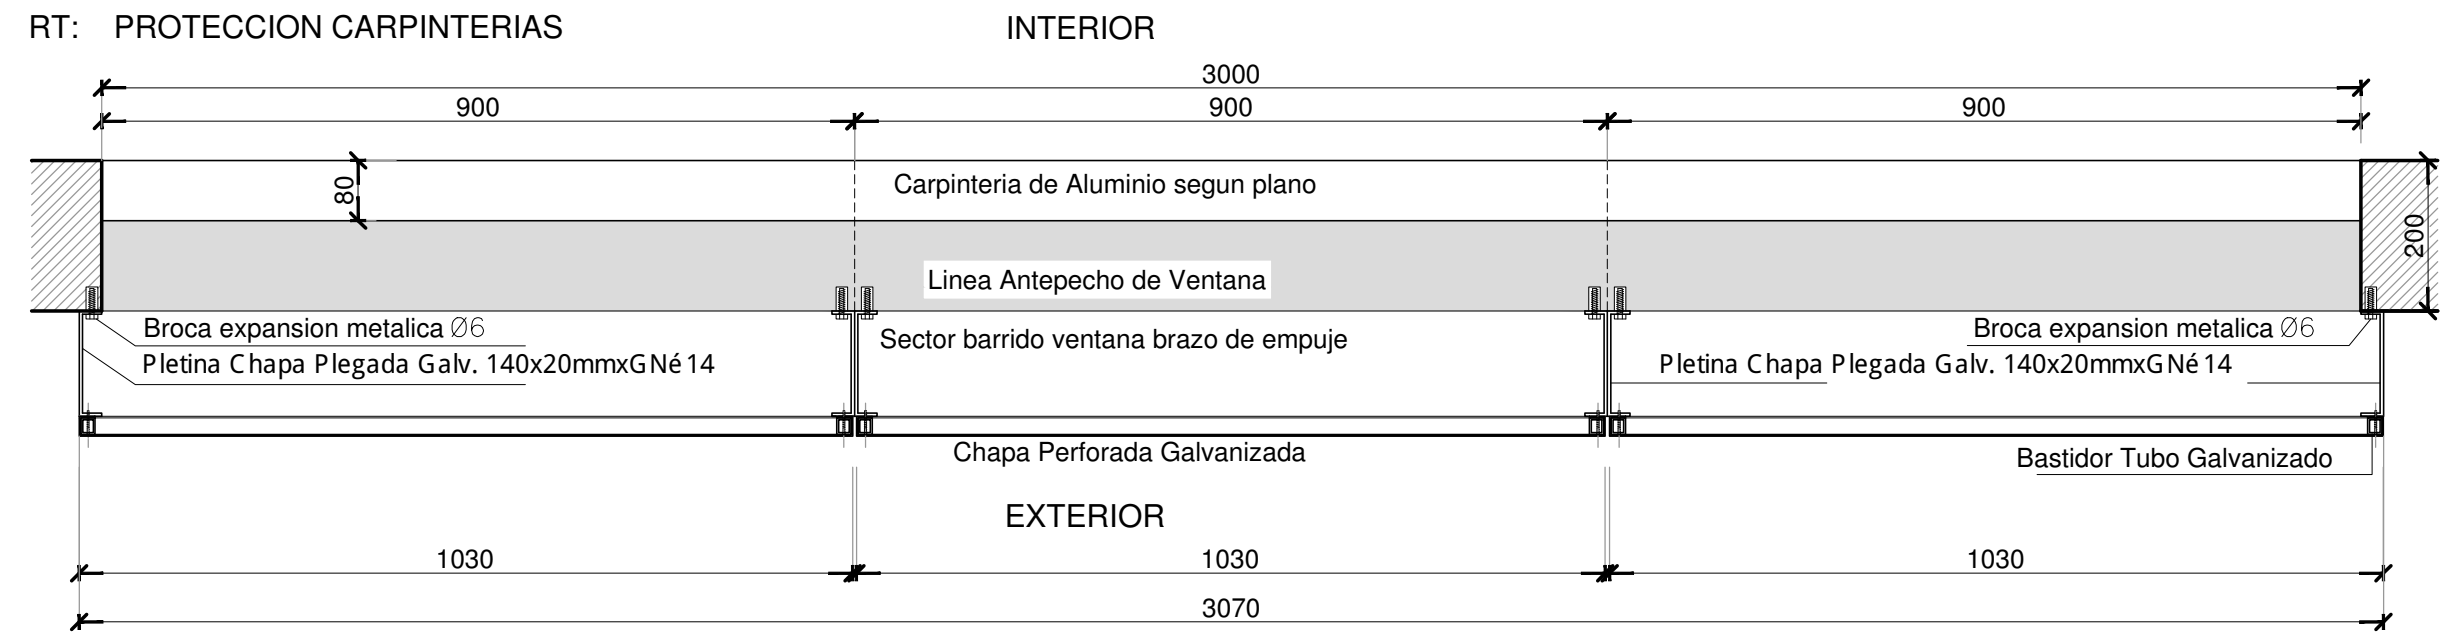 RT: PROTECCION CARPINTERIAS
INTERIOR
3000
900
900
900
80
Carpinteria de Aluminio segun plano
200
Linea Antepecho de Ventana
Broca expansion metalica Ø6
Sector barrido ventana brazo de empuje
Broca expansion metalica Ø6
Pletina Chapa Plegada Galv. 140x20mmxGNé14
Pletina Chapa Plegada Galv. 140x20mmxGNé14
Chapa Perforada Galvanizada
Bastidor Tubo Galvanizado
EXTERIOR
1030
1030
1030
3070